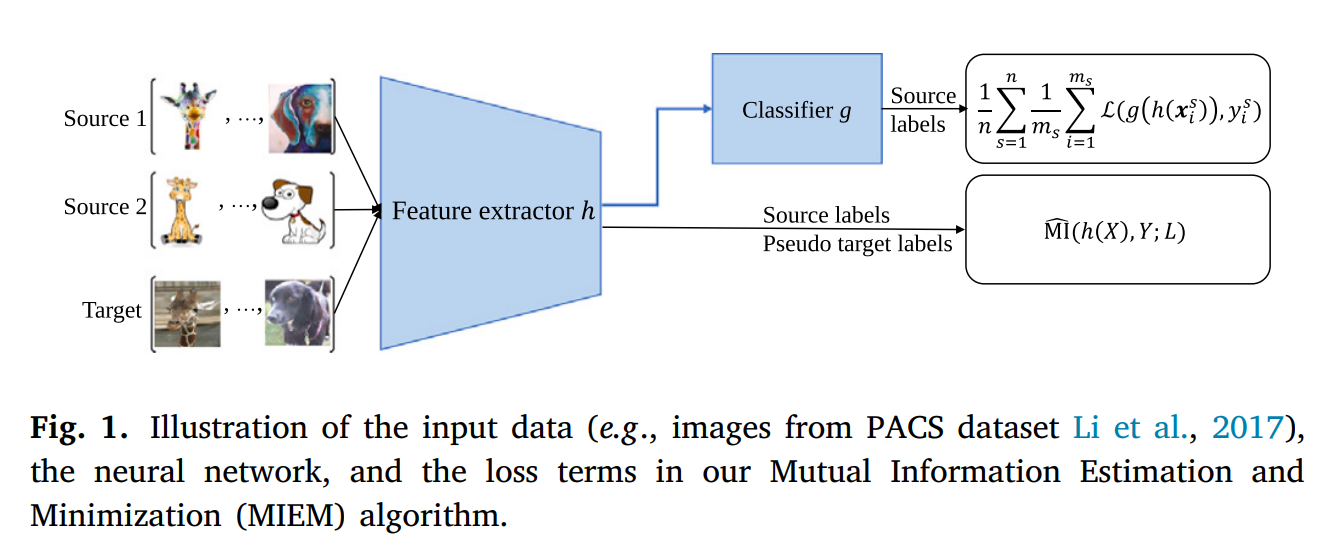 Source 1
, ...,
Source 2
, ...,
Target
, ...,
Feature extractor h
Classifier g
Source
labels
\frac{1}{n}\sum_{s=1}^{n}\frac{1}{m_s}\sum_{i=1}^{m_s}\mathcal{L}(g(h(\boldsymbol{x}_i^s)), y_i^s)
Source labels
Pseudo target labels
\widehat{\mathrm{MI}}(h(X), Y; L)
Fig. 1. Illustration of the input data (e.g., images from PACS dataset Li et al., 2017),
the neural network, and the loss terms in our Mutual Information Estimation and
Minimization (MIEM) algorithm.